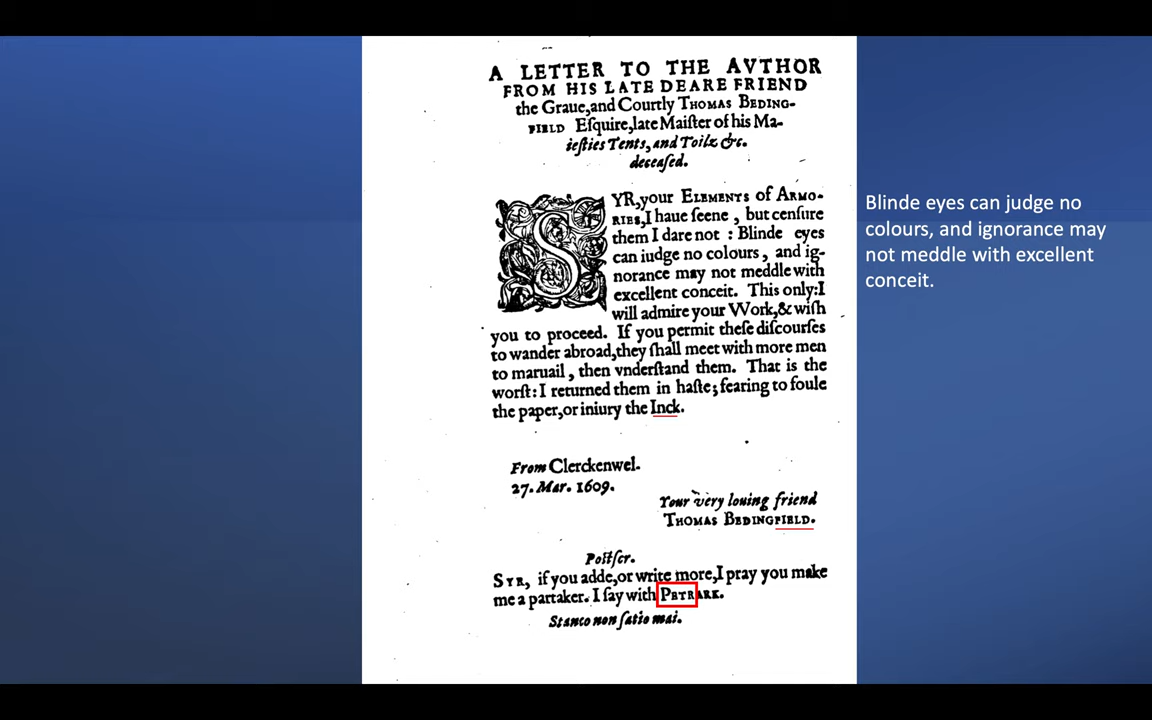 A LETTER TO THE AVTHOR
FROM HIS LATE DEARE FRIEND
the Graue, and Courtly THOMAS BEDING-
FIELD Eſquire, late Maiſter of his Ma-
ieſties Tents, and Toilz &c.
deceaſed.
SYR, your ELEMENTS of ARMO-
RIES, I haue ſeene , but cenſure
them I dare not : Blinde eyes
can iudge no colours , and ig-
norance may not meddle with
excellent conceit. This only: I
will admire your Work, & wiſh
you to proceed. If you permit theſe diſcourſes
to wander abroad, they ſhall meet with more men
to maruail , then vnderſtand them. That is the
worſt: I returned them in haſte; fearing to foule
the paper, or iniury the Inck.
From Clerckenwel.
27. Mar. 1609.
Your very louing friend
THOMAS BEDINGFIELD.
Poſtſcr.
SYR, if you adde, or write more, I pray you make
me a partaker. I ſay with PETRARK.
Stanco non ſatio mai.
Blinde eyes can judge no
colours, and ignorance may
not meddle with excellent
conceit.